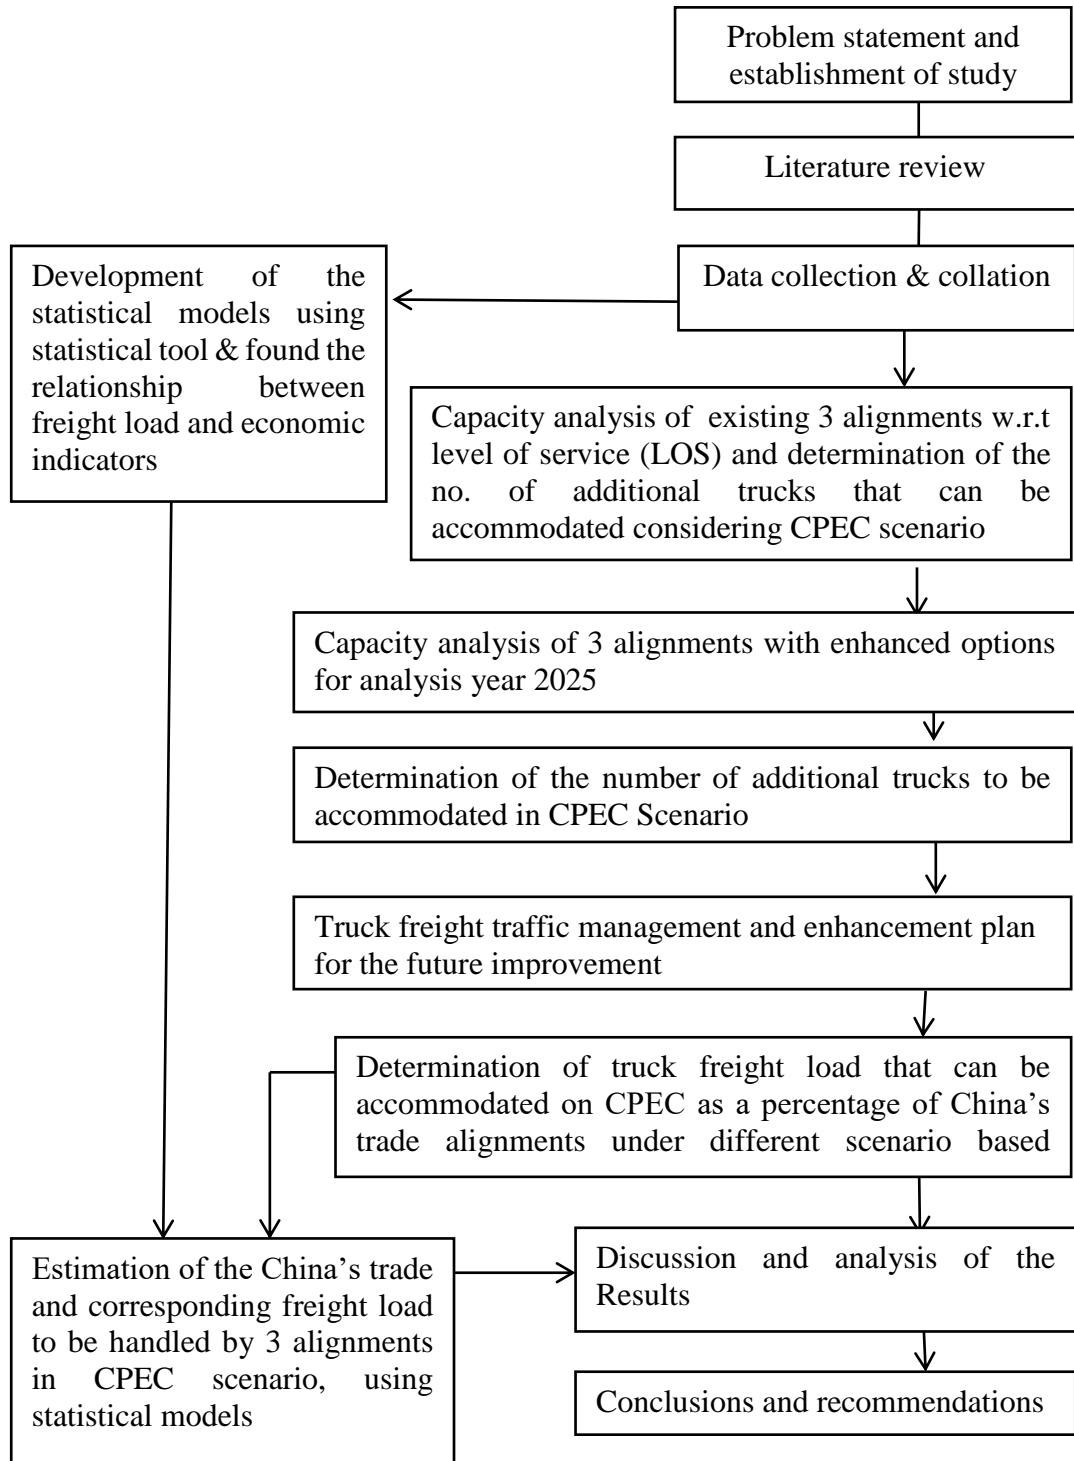 Problem statement and
establishment of study
Literature review
Data collection & collation
Development of the
statistical models using
statistical tool & found the
relationship between
freight load and economic
indicators
Capacity analysis of existing 3 alignments w.r.t
level of service (LOS) and determination of the
no. of additional trucks that can be
accommodated considering CPEC scenario
Capacity analysis of 3 alignments with enhanced options
for analysis year 2025
Determination of the number of additional trucks to be
accommodated in CPEC Scenario
Truck freight traffic management and enhancement plan
for the future improvement
Determination of truck freight load that can be
accommodated on CPEC as a percentage of China’s
trade alignments under different scenario based
Estimation of the China’s trade
and corresponding freight load
to be handled by 3 alignments
in CPEC scenario, using
statistical models
Discussion and analysis of the
Results
Conclusions and recommendations